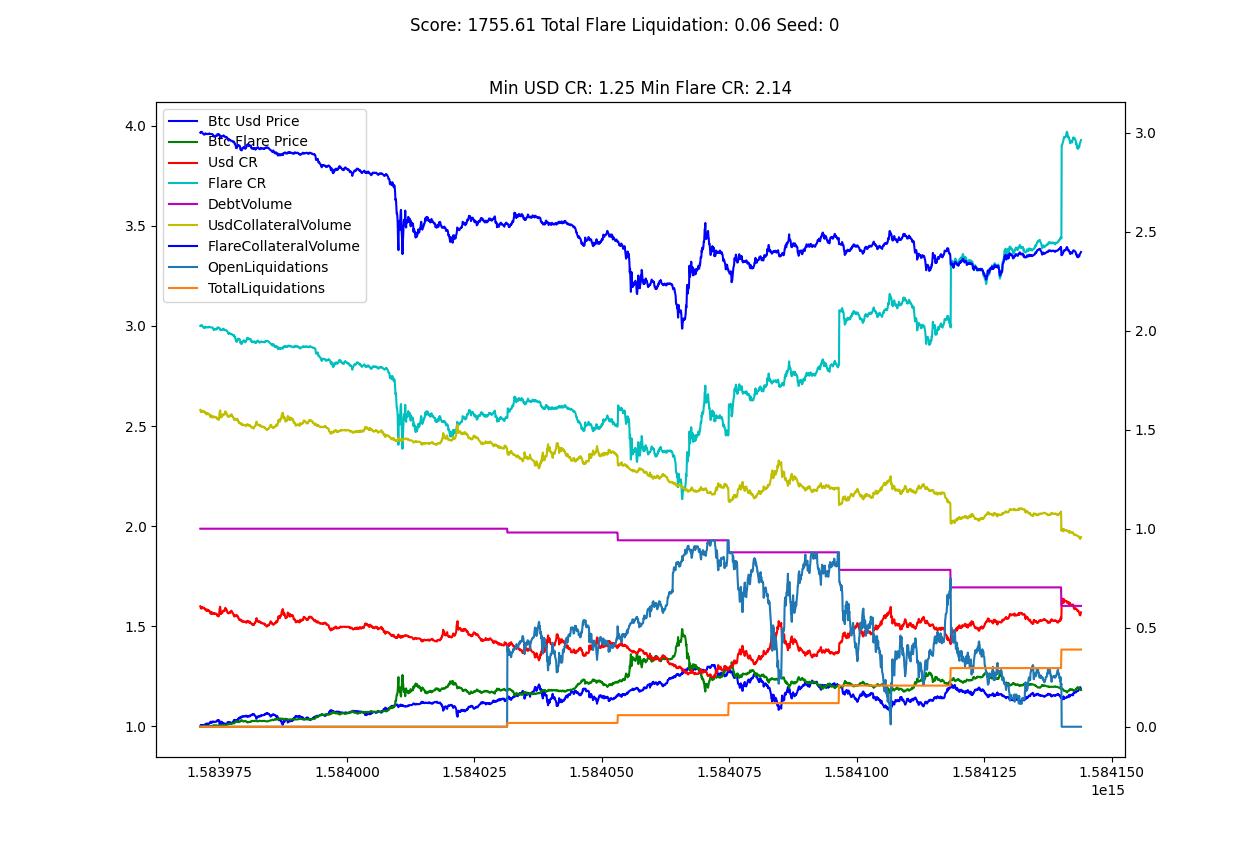 Score: 1755.61 Total Flare Liquidation: 0.06 Seed: 0
Min USD CR: 1.25 Min Flare CR: 2.14
Btc Usd Price
Btc Flare Price
Usd CR
Flare CR
DebtVolume
UsdCollateralVolume
FlareCollateralVolume
OpenLiquidations
TotalLiquidations
4.0
3.5
3.0
2.5
2.0
1.5
1.0
3.0
2.5
2.0
1.5
1.0
0.5
0.0
1.583975 1.584000 1.584025 1.584050 1.584075 1.584100 1.584125 1.584150
1e15